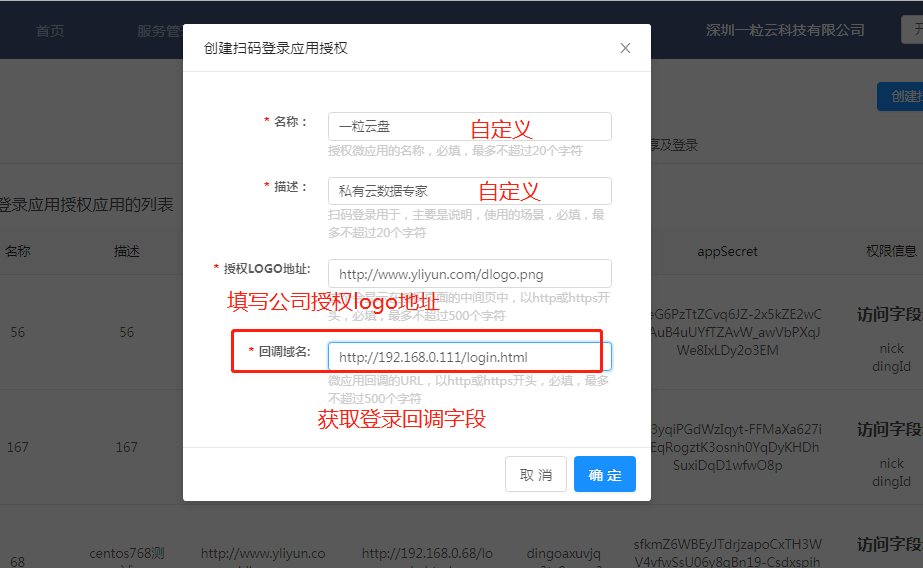 首页
服务管
深圳一粒云科技有限公司
创建扫码登录应用授权
创建扫
* 名称：
一粒云盘
自定义
授权微应用的名称，必填，最多不超过20个字符
享及登录
* 描述：
私有云数据专家
自定义
扫码登录用于，主要是说明，使用的场景，必填，最
多不超过20个字符
登录应用授权应用的列表
名称
描述
appSecret
权限信息
* 授权LOGO地址:
http://www.yliyun.com/dlogo.png
页面的中间页中，以http或https开
头，必填，最多不超过500个字符
填写公司授权logo地址
56
56
eG6PzTtZCvq6JZ-2x5kZE2wC
AuB4uUYfTZAvW_awVbPXqJ
We8IxLDy2o3EM
访问字段
nick
dingId
* 回调域名:
http://192.168.0.111/login.html
微应用回调的URL，以http或https开头，必填，最多
不超过500个字符
获取登录回调字段
167
167
3yqiPGdWzIqyt-FFMaXa627i
EqRogztK3osnh0YqDyKHDh
SuxiDqD1wfwO8p
访问字段
nick
dingId
取 消
确 定
68
centos768测
http://www.yliyun.co
http://192.168.0.68/lo
dingoaxuvjq
sfkmZ6WBEyJTdrjzapoCxTH3W
V4vfwSsU06y8qBn19-Csdxspih
访问字段